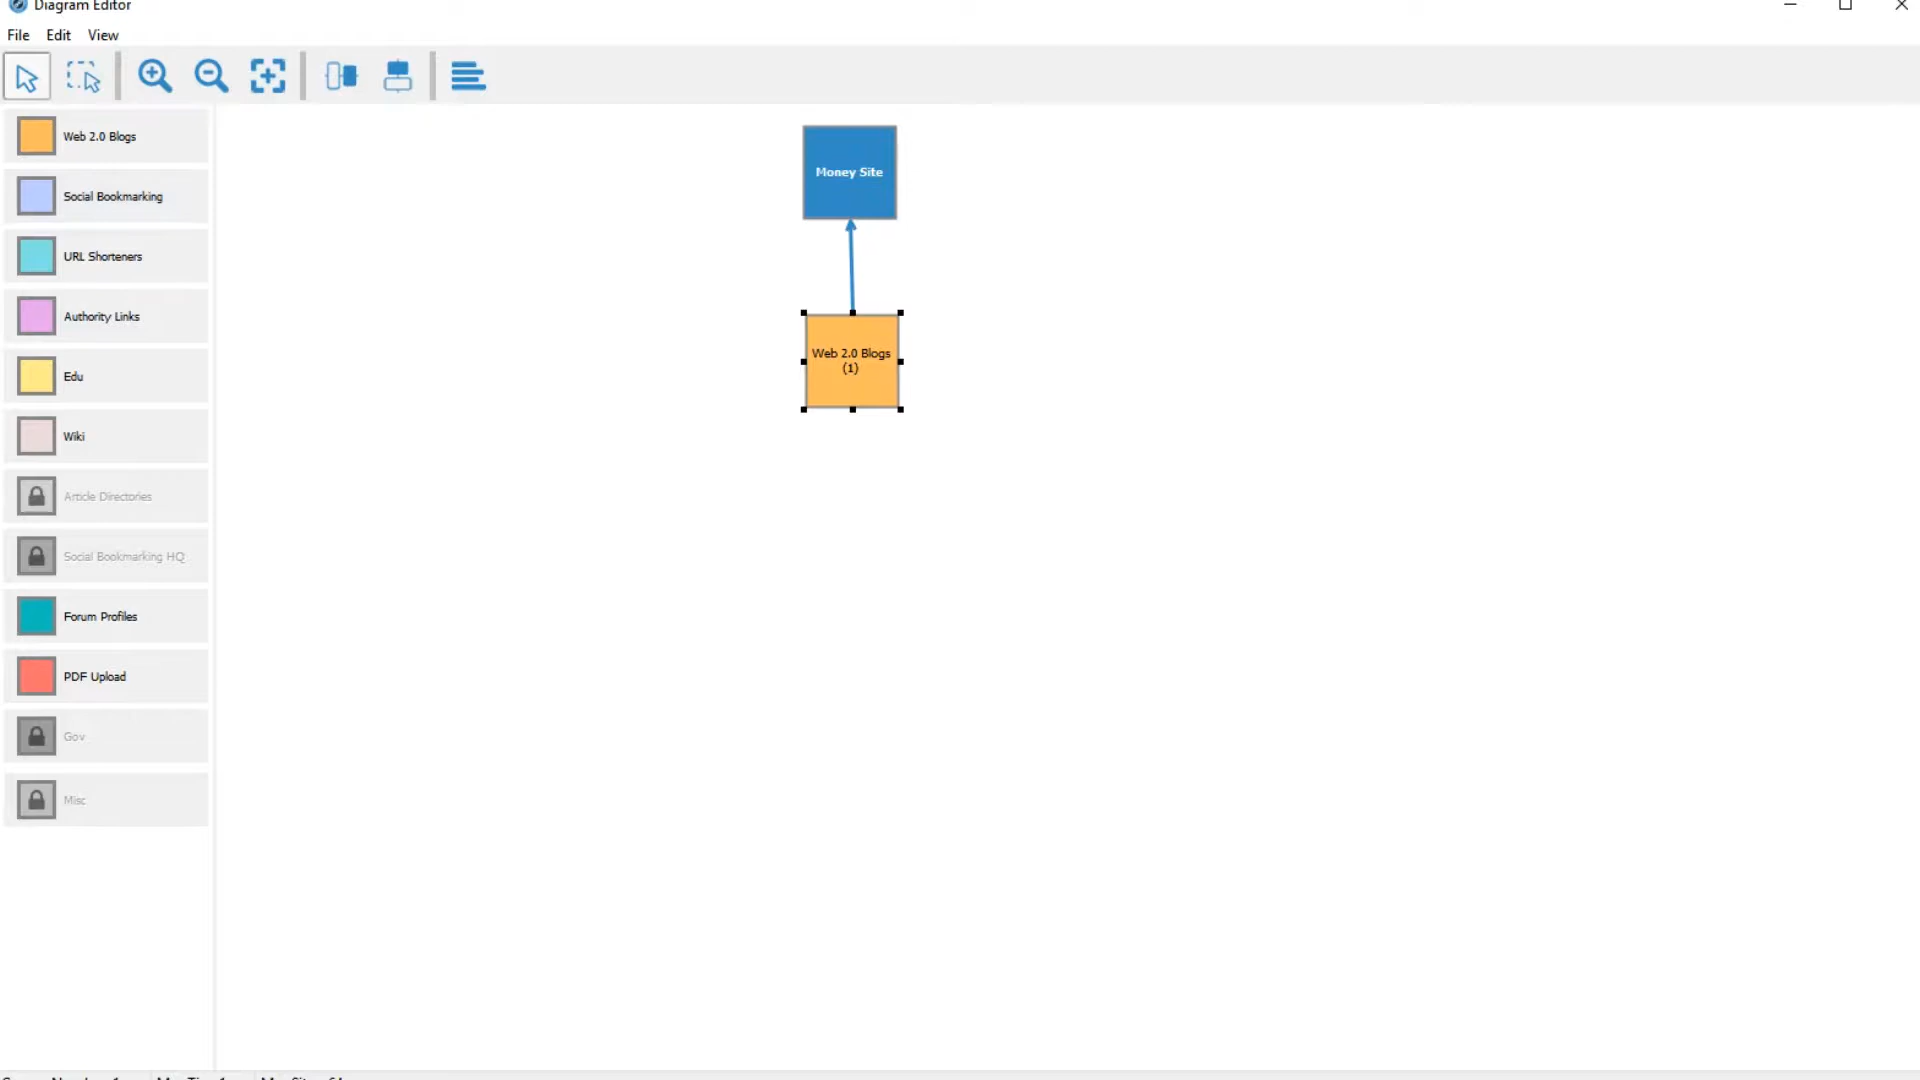 Diagram Editor
File Edit View
Web 2.0 Blogs
Social Bookmarking
URL Shorteners
Authority Links
Edu
Wiki
Article Directories
Social Bookmarking HQ
Forum Profiles
PDF Upload
Gov
Misc
Money Site
Web 2.0 Blogs
(1)